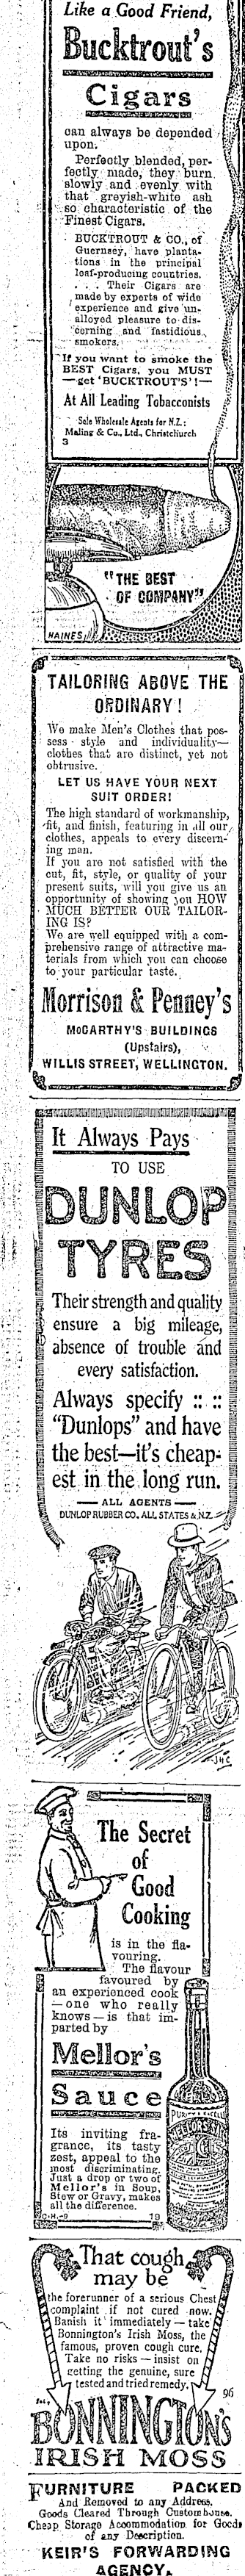 Like a Good Friend,
Bucktrout's
Cigars
can always be depended
upon.
Perfectly blended, per-
fectly made, they burn
slowly and evenly with
that greyish-white ash
so characteristic of the
Finest Cigars.
BUCKTROUT & CO., of
Guernsey, have planta-
tions in the principal
leaf-producing countries.
. . . Their Cigars are
made by experts of wide
experience and give un-
alloyed pleasure to dis-
cerning and fastidious
smokers.
If you want to smoke the
BEST Cigars, you MUST
—get 'BUCKTROUT'S'!—
At All Leading Tobacconists
Sole Wholesale Agents for N.Z.:
Maling & Co., Ltd., Christchurch
3
"THE BEST
OF COMPANY"
HAINES
TAILORING ABOVE THE
ORDINARY!
We make Men's Clothes that pos-
sess style and individuality—
clothes that are distinct, yet not
obtrusive.
LET US HAVE YOUR NEXT
SUIT ORDER!
The high standard of workmanship,
fit, and finish, featuring in all our
clothes, appeals to every discern-
ing man.
If you are not satisfied with the
cut, fit, style, or quality of your
present suits, will you give us an
opportunity of showing you HOW
MUCH BETTER OUR TAILOR-
ING IS?
We are well equipped with a com-
prehensive range of attractive ma-
terials from which you can choose
to your particular taste.
Morrison & Penney's
McCARTHY'S BUILDINGS
(Upstairs),
WILLIS STREET, WELLINGTON.
It Always Pays
TO USE
DUNLOP
TYRES
Their strength and quality
ensure a big mileage,
absence of trouble and
every satisfaction.
Always specify :: ::
"Dunlops" and have
the best—it's cheap-
est in the long run.
—— ALL AGENTS ——
DUNLOP RUBBER CO. ALL STATES & N.Z.
The Secret
of
Good
Cooking
is in the fla-
vouring.
The flavour
favoured by
an experienced cook
—one who really
knows—is that im-
parted by
Mellor's
Sauce
Its inviting fra-
grance, its tasty
zest, appeal to the
most discriminating.
Just a drop or two of
Mellor's in Soup,
Stew or Gravy, makes
all the difference.
C.H.-9 19
MELLOR'S
That cough
may be
the forerunner of a serious Chest
complaint if not cured now.
Banish it immediately — take
Bonnington's Irish Moss, the
famous, proven cough cure.
Take no risks — insist on
getting the genuine, sure
tested and tried remedy.
96
BONNINGTON'S
IRISH MOSS
FURNITURE PACKED
And Removed to any Address.
Goods Cleared Through Customhouse.
Cheap Storage Accommodation for Goods
of any Description.
KEIR'S FORWARDING
AGENCY.